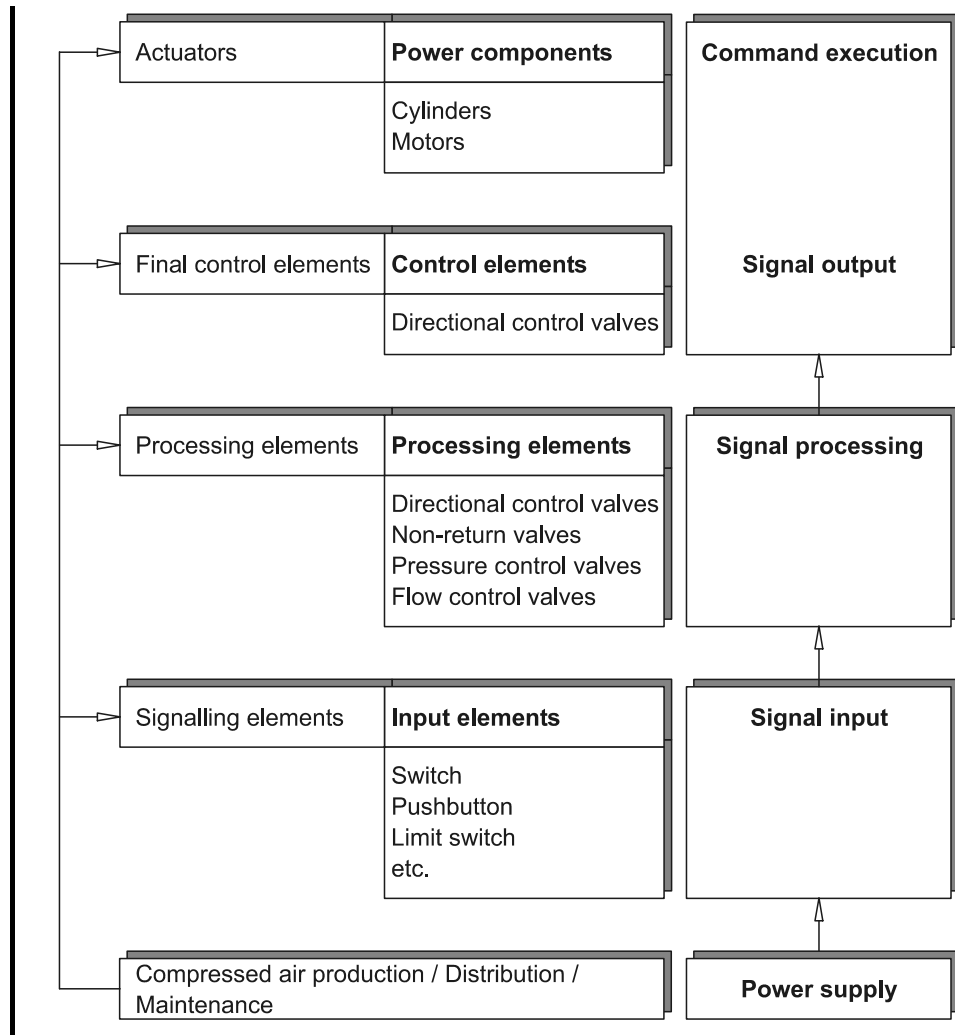 Actuators
Power components
Command execution
Cylinders
Motors
Final control elements
Control elements
Signal output
Directional control valves
Processing elements
Processing elements
Signal processing
Directional control valves
Non-return valves
Pressure control valves
Flow control valves
Signalling elements
Input elements
Signal input
Switch
Pushbutton
Limit switch
etc.
Compressed air production / Distribution /
Maintenance
Power supply